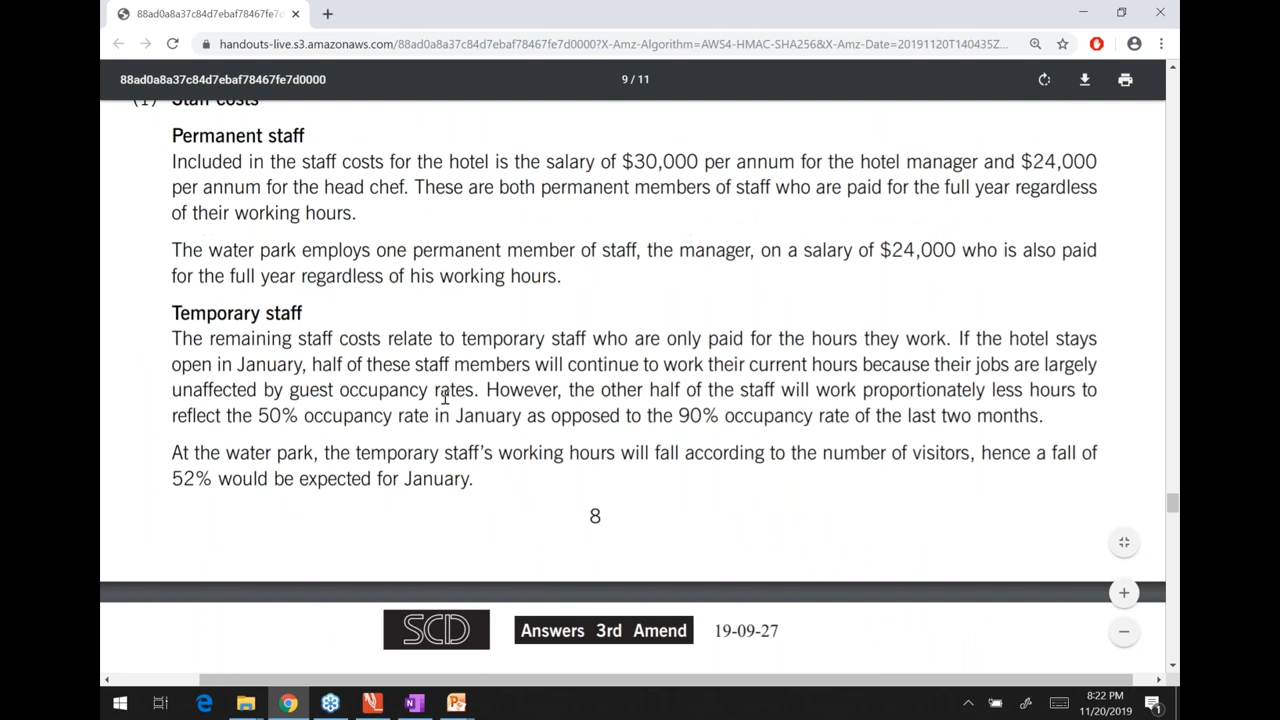 88ad0a8a37c84d7ebaf78467fe7d0
handouts-live.s3.amazonaws.com/88ad0a8a37c84d7ebaf78467fe7d0000?X-Amz-Algorithm=AWS4-HMAC-SHA256&X-Amz-Date=20191120T140435Z...
88ad0a8a37c84d7ebaf78467fe7d0000 9 / 11
(1) Staff costs
Permanent staff
Included in the staff costs for the hotel is the salary of $30,000 per annum for the hotel manager and $24,000
per annum for the head chef. These are both permanent members of staff who are paid for the full year regardless
of their working hours.
The water park employs one permanent member of staff, the manager, on a salary of $24,000 who is also paid
for the full year regardless of his working hours.
Temporary staff
The remaining staff costs relate to temporary staff who are only paid for the hours they work. If the hotel stays
open in January, half of these staff members will continue to work their current hours because their jobs are largely
unaffected by guest occupancy rates. However, the other half of the staff will work proportionately less hours to
reflect the 50% occupancy rate in January as opposed to the 90% occupancy rate of the last two months.
At the water park, the temporary staff's working hours will fall according to the number of visitors, hence a fall of
52% would be expected for January.
8
SCD Answers 3rd Amend 19-09-27
8:22 PM
11/20/2019